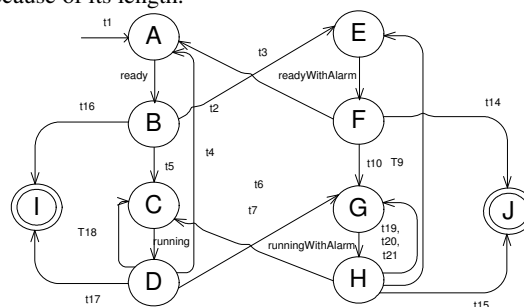 because of its length.
t1
A
E
t3
ready
readyWithAlarm
t16
t2
t14
B
F
t5
t4
t10
T9
t6
I
C
t7
G
J
T18
running
t19,
runningWithAlarm
t20,
t21
D
H
t17
t15